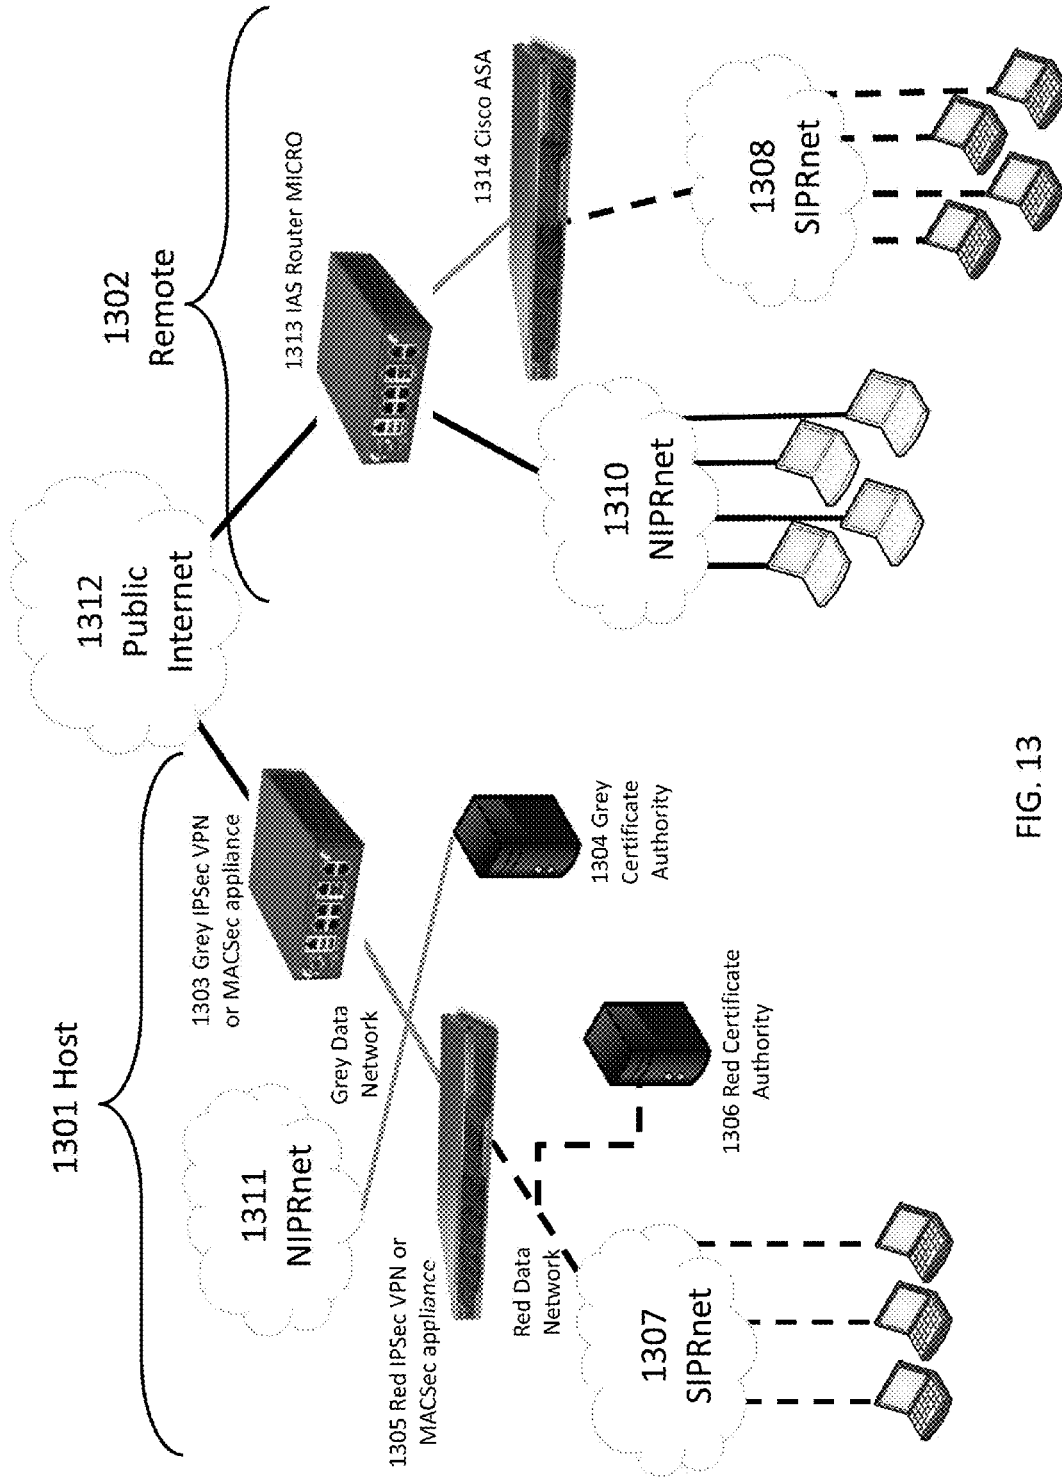 1301 Host
1303 Grey IPSec VPN
or MACSec appliance
1311
NIPRnet
Grey Data
Network
1305 Red IPSec VPN or
MACSec appliance
1304 Grey
Certificate
Authority
Red Data
Network
1306 Red Certificate
Authority
1307
SIPRnet
1312
Public
Internet
1302
Remote
1313 IAS Router MICRO
1314 Cisco ASA
1310
NIPRnet
1308
SIPRnet
FIG. 13